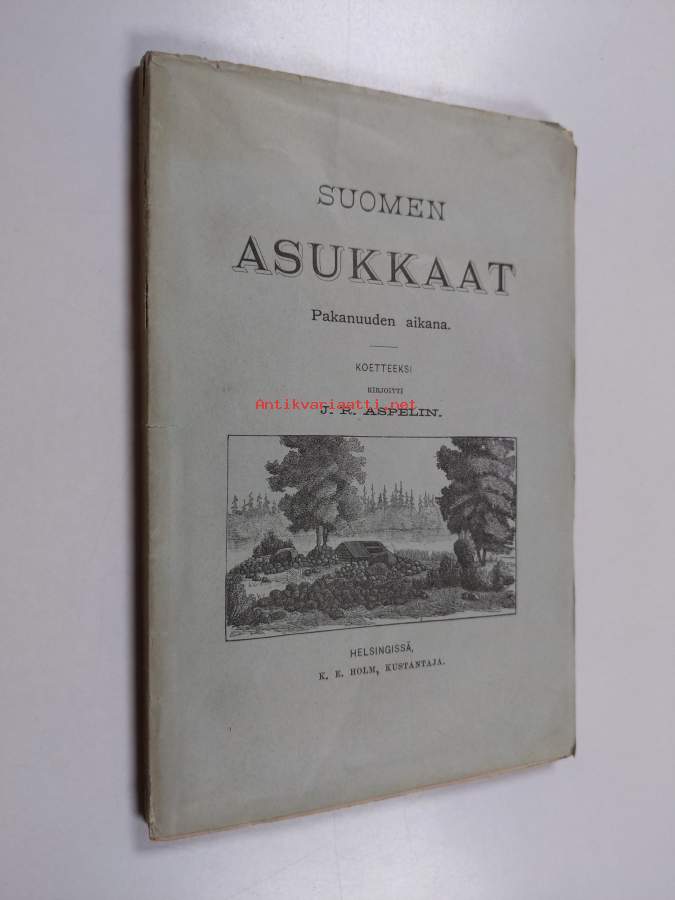 SUOMEN
ASUKKAAT
Pakanuuden aikana.
KOETTEEKSI
KIRJOITTI
Antikvariaatti.net
J. R. ASPELIN.
HELSINGISSÄ,
K. E. HOLM, KUSTANTAJA.